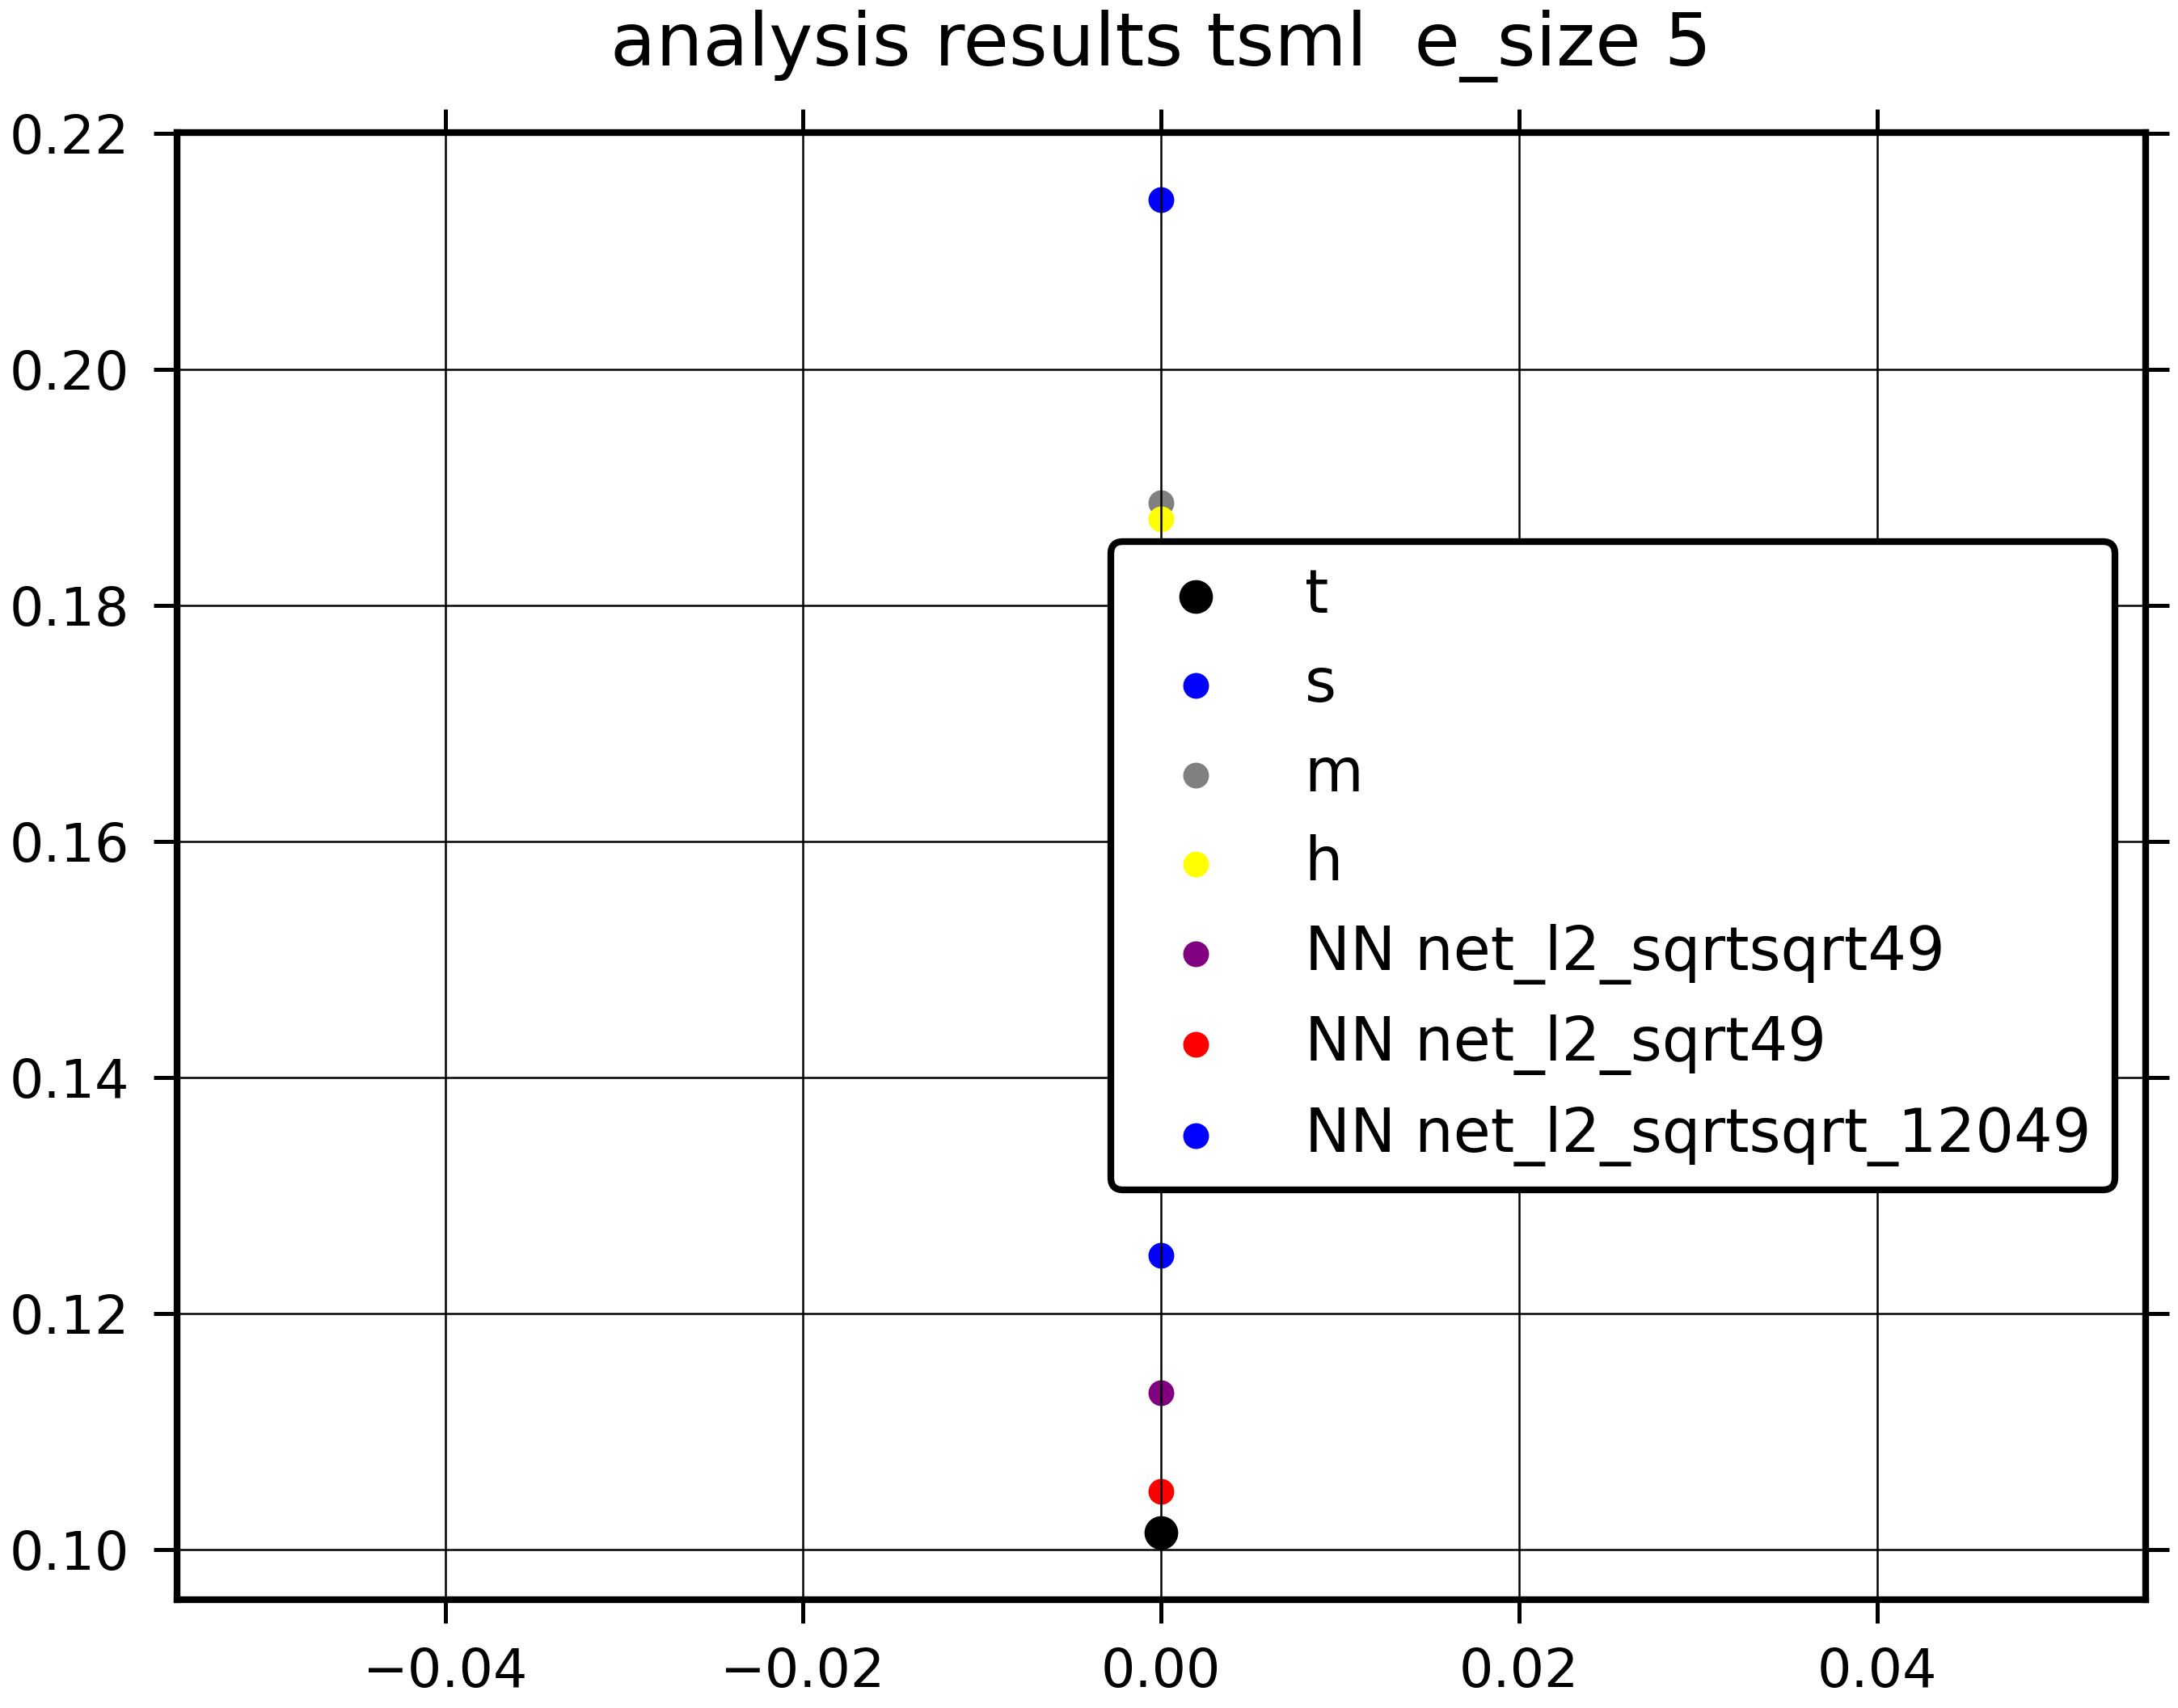 analysis results tsml  e_size 5
0.22
0.20
0.18
0.16
0.14
0.12
0.10
t
s
m
h
NN net_l2_sqrtsqrt49
NN net_l2_sqrt49
NN net_l2_sqrtsqrt_12049
−0.04 −0.02 0.00 0.02 0.04